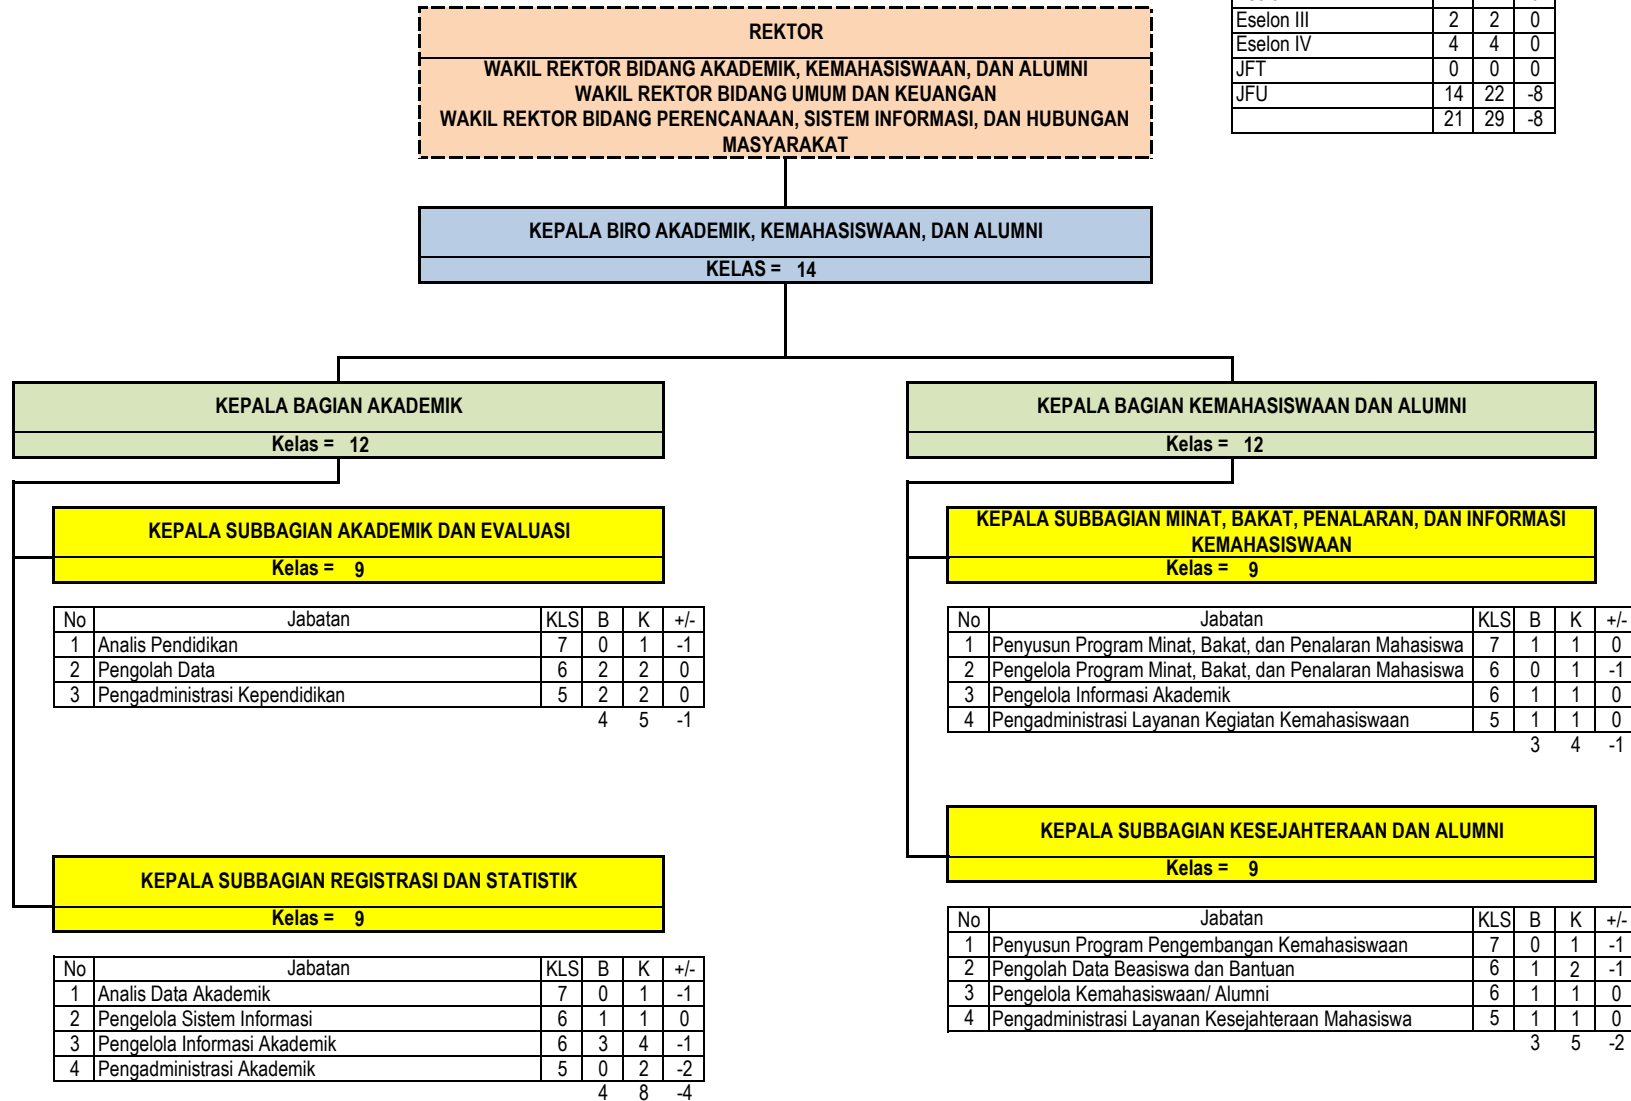 Eselon III 2 2 0
Eselon IV 4 4 0
JFT 0 0 0
JFU 14 22 -8
21 29 -8
REKTOR
WAKIL REKTOR BIDANG AKADEMIK, KEMAHASISWAAN, DAN ALUMNI
WAKIL REKTOR BIDANG UMUM DAN KEUANGAN
WAKIL REKTOR BIDANG PERENCANAAN, SISTEM INFORMASI, DAN HUBUNGAN
MASYARAKAT
KEPALA BIRO AKADEMIK, KEMAHASISWAAN, DAN ALUMNI
KELAS = 14
KEPALA BAGIAN AKADEMIK
Kelas = 12
KEPALA SUBBAGIAN AKADEMIK DAN EVALUASI
Kelas = 9
No Jabatan KLS B K +/-
1 Analis Pendidikan 7 0 1 -1
2 Pengolah Data 6 2 2 0
3 Pengadministrasi Kependidikan 5 2 2 0
4 5 -1
KEPALA SUBBAGIAN REGISTRASI DAN STATISTIK
Kelas = 9
No Jabatan KLS B K +/-
1 Analis Data Akademik 7 0 1 -1
2 Pengelola Sistem Informasi 6 1 1 0
3 Pengelola Informasi Akademik 6 3 4 -1
4 Pengadministrasi Akademik 5 0 2 -2
4 8 -4
KEPALA BAGIAN KEMAHASISWAAN DAN ALUMNI
Kelas = 12
KEPALA SUBBAGIAN MINAT, BAKAT, PENALARAN, DAN INFORMASI
KEMAHASISWAAN
Kelas = 9
No Jabatan KLS B K +/-
1 Penyusun Program Minat, Bakat, dan Penalaran Mahasiswa 7 1 1 0
2 Pengelola Program Minat, Bakat, dan Penalaran Mahasiswa 6 0 1 -1
3 Pengelola Informasi Akademik 6 1 1 0
4 Pengadministrasi Layanan Kegiatan Kemahasiswaan 5 1 1 0
3 4 -1
KEPALA SUBBAGIAN KESEJAHTERAAN DAN ALUMNI
Kelas = 9
No Jabatan KLS B K +/-
1 Penyusun Program Pengembangan Kemahasiswaan 7 0 1 -1
2 Pengolah Data Beasiswa dan Bantuan 6 1 2 -1
3 Pengelola Kemahasiswaan/ Alumni 6 1 1 0
4 Pengadministrasi Layanan Kesejahteraan Mahasiswa 5 1 1 0
3 5 -2